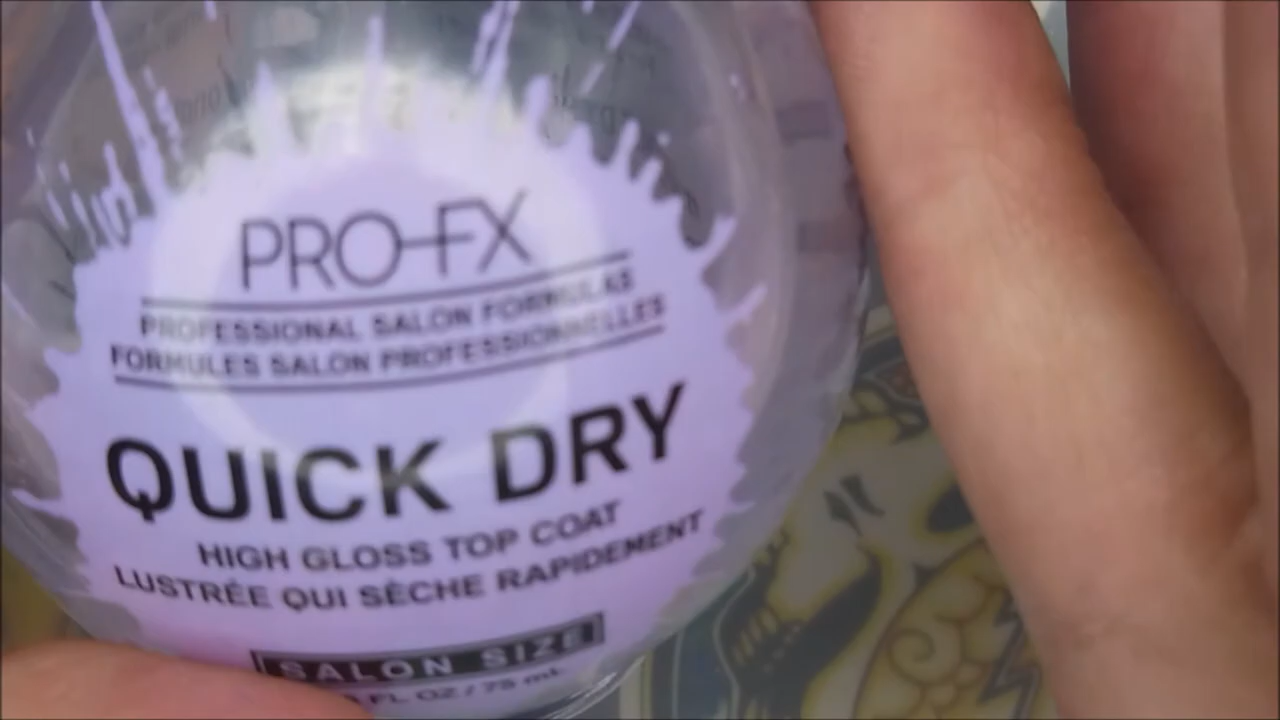 PRO-FX
PROFESSIONAL SALON FORMULAS
FORMULES SALON PROFESSIONNELLES
QUICK DRY
HIGH GLOSS TOP COAT
LUSTRÉE QUI SÈCHE RAPIDEMENT
SALON SIZE
FL OZ / 75 mL